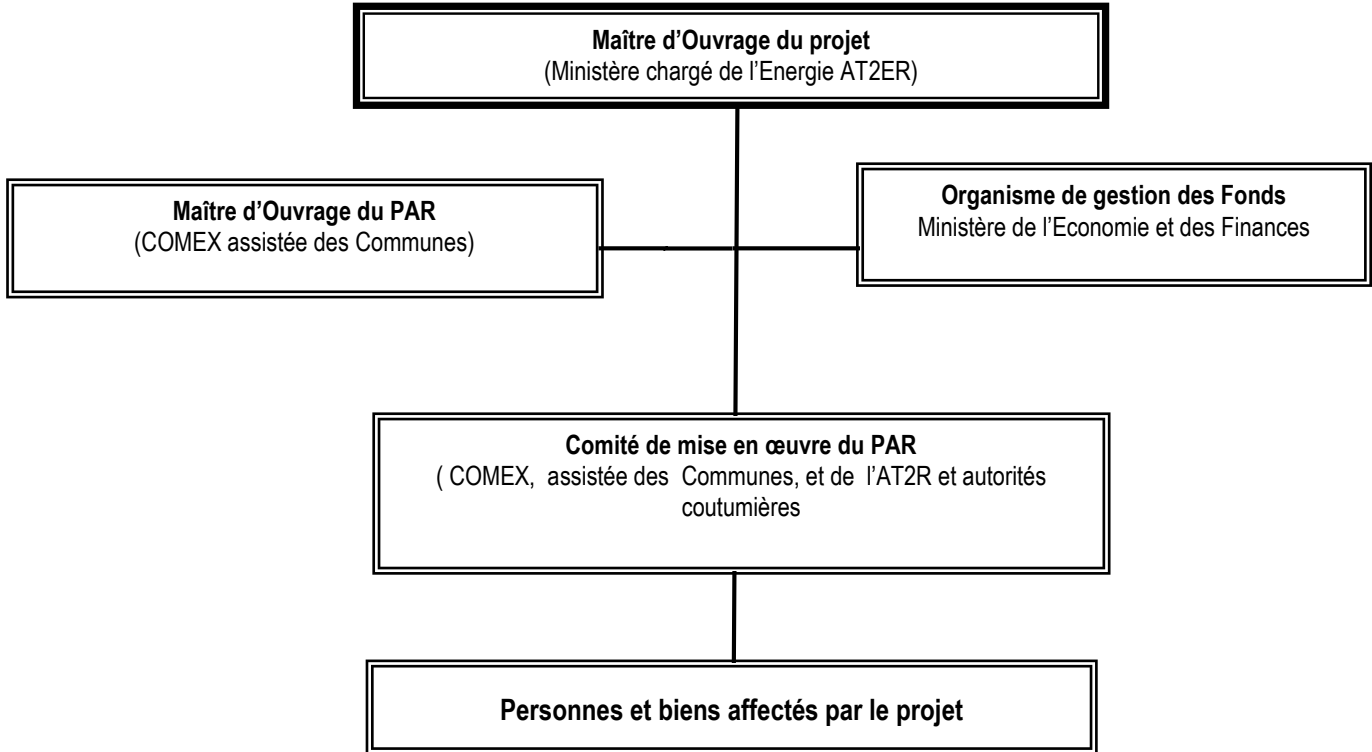 Maître d’Ouvrage du projet
(Ministère chargé de l’Energie AT2ER)
Maître d’Ouvrage du PAR
(COMEX assistée des Communes)
Organisme de gestion des Fonds
Ministère de l’Economie et des Finances
Comité de mise en œuvre du PAR
( COMEX, assistée des Communes, et de l’AT2R et autorités
coutumières
Personnes et biens affectés par le projet